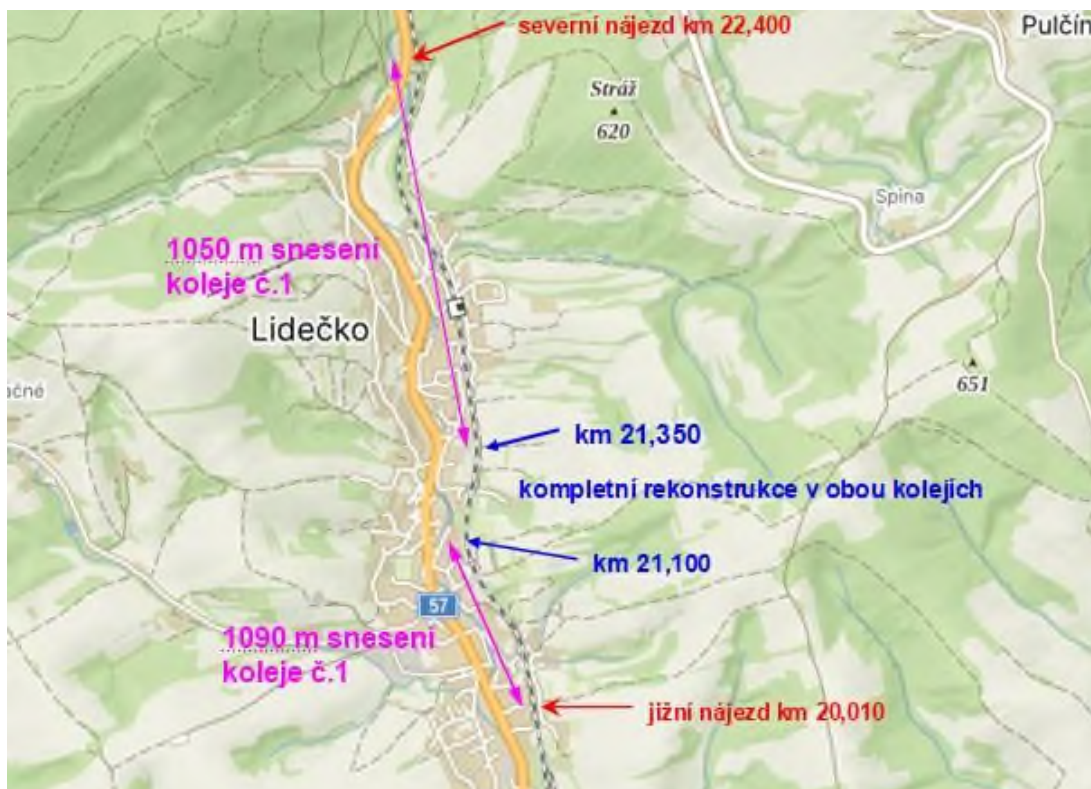 severní nájezd km 22,400
Pulčín
Stráž
620
Spina
1050 m snesení
koleje č.1
Lidečko
651
ačné
km 21,350
kompletní rekonstrukce v obou kolejích
km 21,100
57
1090 m snesení
koleje č.1
jižní nájezd km 20,010